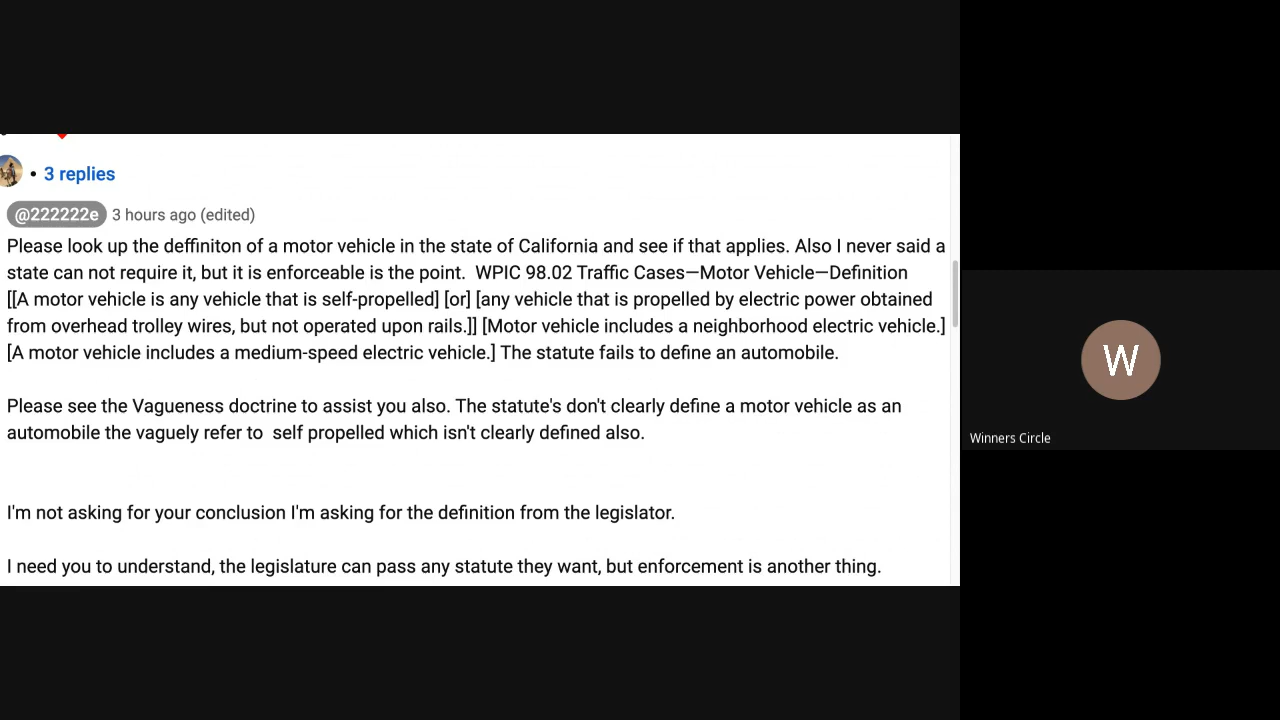 • 3 replies
@222222e 3 hours ago (edited)
Please look up the deffiniton of a motor vehicle in the state of California and see if that applies. Also I never said a
state can not require it, but it is enforceable is the point.  WPIC 98.02 Traffic Cases—Motor Vehicle—Definition
[[A motor vehicle is any vehicle that is self-propelled] [or] [any vehicle that is propelled by electric power obtained
from overhead trolley wires, but not operated upon rails.]] [Motor vehicle includes a neighborhood electric vehicle.]
[A motor vehicle includes a medium-speed electric vehicle.] The statute fails to define an automobile.
Please see the Vagueness doctrine to assist you also. The statute's don't clearly define a motor vehicle as an
automobile the vaguely refer to  self propelled which isn't clearly defined also.
I'm not asking for your conclusion I'm asking for the definition from the legislator.
I need you to understand, the legislature can pass any statute they want, but enforcement is another thing.
W
Winners Circle